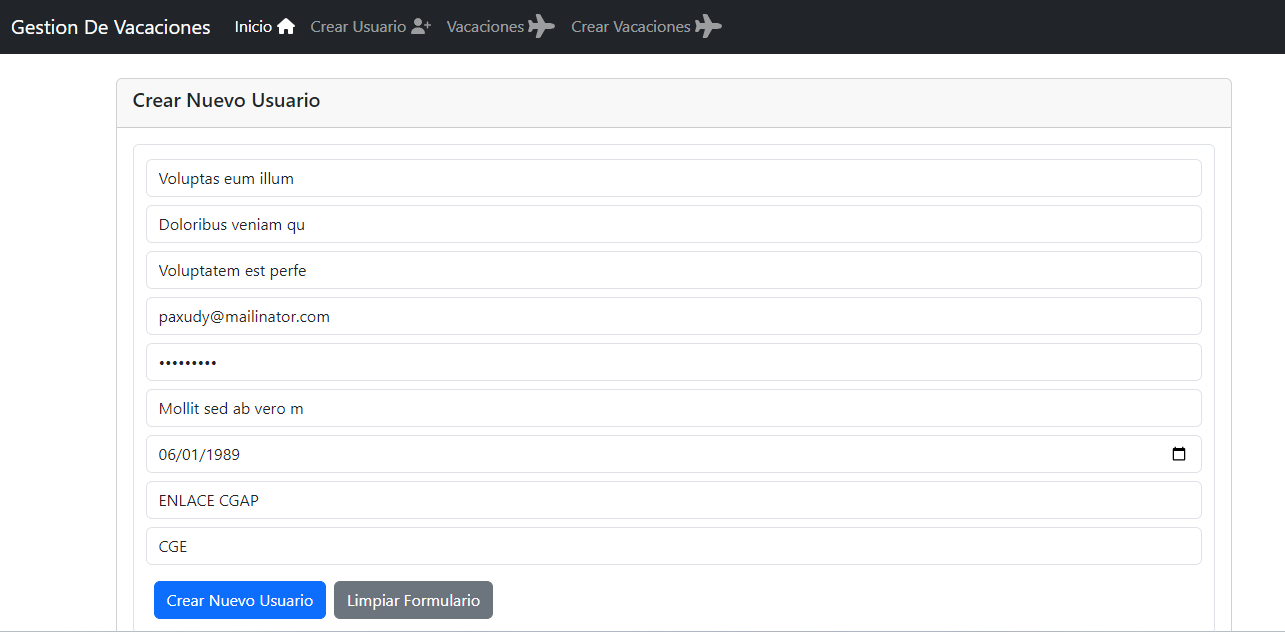 Gestion De Vacaciones Inicio Crear Usuario Vacaciones Crear Vacaciones
Crear Nuevo Usuario
Voluptas eum illum
Doloribus veniam qu
Voluptatem est perfe
paxudy@mailinator.com
•••••••••
Mollit sed ab vero m
06/01/1989
ENLACE CGAP
CGE
Crear Nuevo Usuario Limpiar Formulario